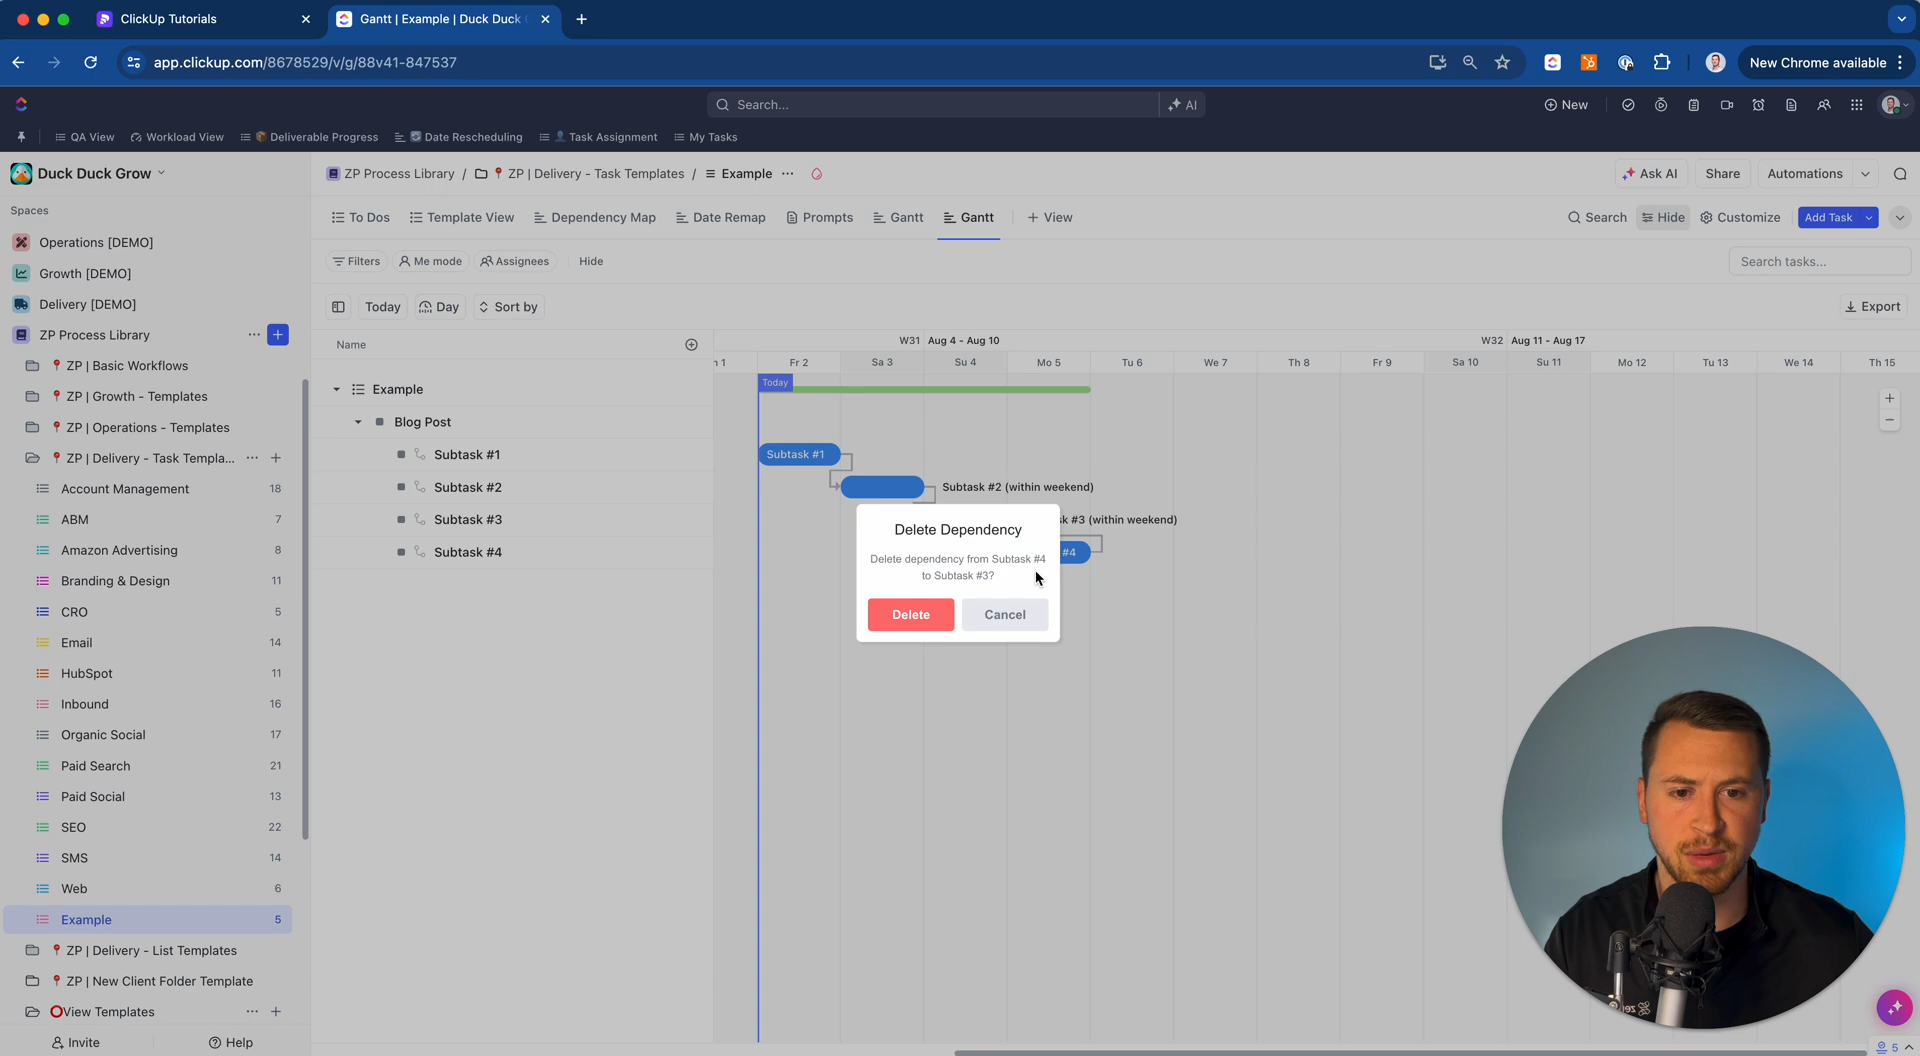 ClickUp Tutorials
Gantt | Example | Duck Duck
app.clickup.com/8678529/v/g/88v41-847537
New Chrome available
Search...
AI
New
QA View
Workload View
Deliverable Progress
Date Rescheduling
Task Assignment
My Tasks
Duck Duck Grow
ZP Process Library / ZP | Delivery - Task Templates / Example
Ask AI
Share
Automations
Spaces
To Dos
Template View
Dependency Map
Date Remap
Prompts
Gantt
Gantt
+ View
Search
Hide
Customize
Add Task
Operations [DEMO]
Growth [DEMO]
Delivery [DEMO]
ZP Process Library
ZP | Basic Workflows
ZP | Growth - Templates
ZP | Operations - Templates
ZP | Delivery - Task Templa...
Account Management 18
ABM 7
Amazon Advertising 8
Branding & Design 11
CRO 5
Email 14
HubSpot 11
Inbound 16
Organic Social 17
Paid Search 21
Paid Social 13
SEO 22
SMS 14
Web 6
Example 5
ZP | Delivery - List Templates
ZP | New Client Folder Template
View Templates
Invite
Help
Filters
Me mode
Assignees
Hide
Search tasks...
Today
Day
Sort by
Export
Name
W31 Aug 4 - Aug 10
W32 Aug 11 - Aug 17
1 Fr 2 Sa 3 Su 4 Mo 5 Tu 6 We 7 Th 8 Fr 9 Sa 10 Su 11 Mo 12 Tu 13 We 14 Th 15
Today
Example
Blog Post
Subtask #1
Subtask #1
Subtask #2
Subtask #2 (within weekend)
Subtask #3
#3 (within weekend)
Subtask #4
#4
Delete Dependency
Delete dependency from Subtask #4
to Subtask #3?
Delete
Cancel
5